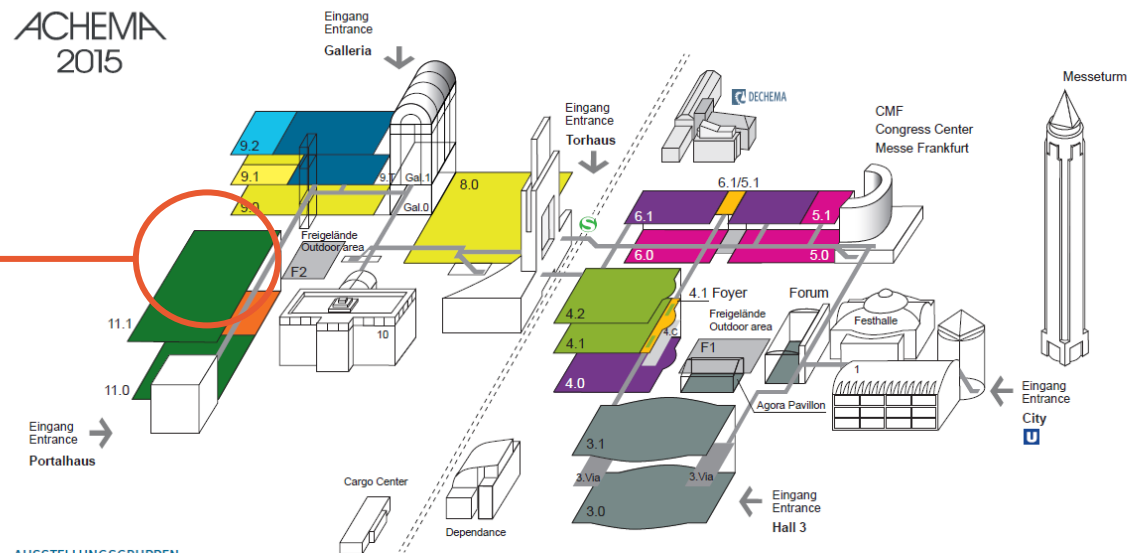 ACHEMA
2015
Eingang
Entrance
Galleria
Eingang
Entrance
Torhaus
DECHEMA
CMF
Congress Center
Messe Frankfurt
Messeturm
9.2
9.1
9.T
Gal.1
9.0
Gal.0
8.0
6.1/5.1
6.1
5.1
6.0
5.0
S
Freigelände
Outdoor area
F2
11.1
11.0
10
4.2
4.1
4.0
4.C
4.1 Foyer
Freigelände
Outdoor area
F1
Forum
Festhalle
1
Agora Pavillon
Eingang
Entrance
City
U
Eingang
Entrance
Portalhaus
3.1
3.Via
3.Via
3.0
Eingang
Entrance
Hall 3
Cargo Center
Dependance
AUSSTELLUNGSGRUPPEN